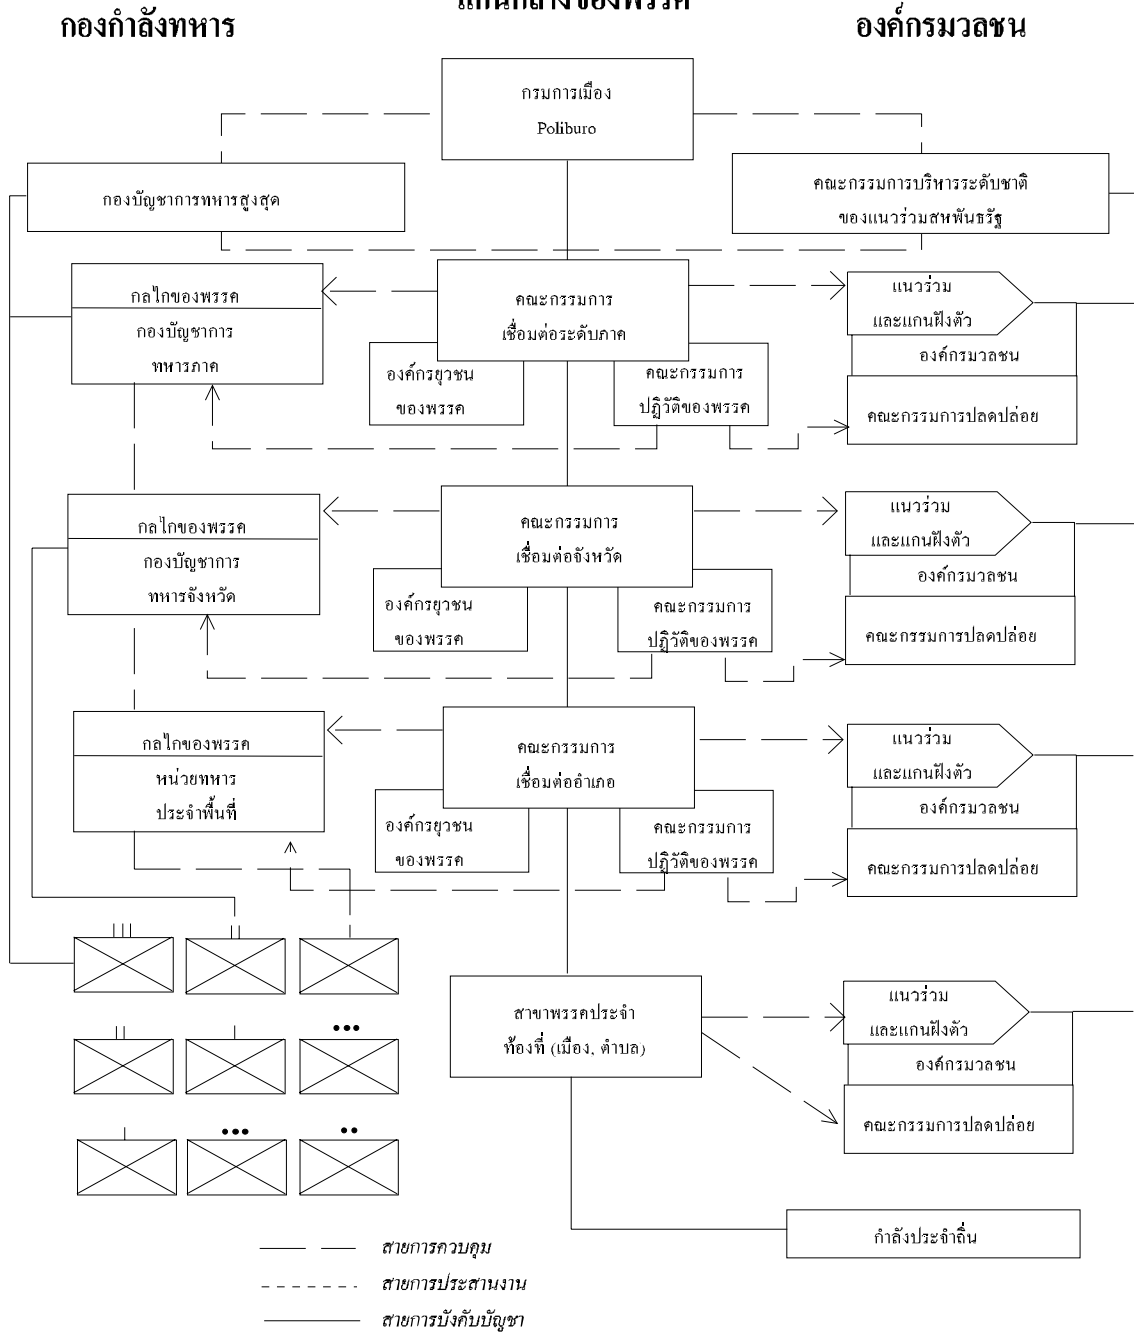 แกนกลางของพรรค
กองกำลังทหาร
องค์กรมวลชน
กรมการเมือง
Poliburo
กองบัญชาการทหารสูงสุด
คณะกรรมการบริหารระดับชาติ
ของแนวร่วมสหพันธรัฐ
กลไกของพรรค
กองบัญชาการ
ทหารภาค
คณะกรรมการ
เชื่อมต่อระดับภาค
องค์กรยุวชน
ของพรรค
คณะกรรมการ
ปฏิวัติของพรรค
แนวร่วม
และแกนฝังตัว
องค์กรมวลชน
คณะกรรมการปลดปล่อย
กลไกของพรรค
กองบัญชาการ
ทหารจังหวัด
คณะกรรมการ
เชื่อมต่อจังหวัด
องค์กรยุวชน
ของพรรค
คณะกรรมการ
ปฏิวัติของพรรค
แนวร่วม
และแกนฝังตัว
องค์กรมวลชน
คณะกรรมการปลดปล่อย
กลไกของพรรค
หน่วยทหาร
ประจำพื้นที่
คณะกรรมการ
เชื่อมต่ออำเภอ
องค์กรยุวชน
ของพรรค
คณะกรรมการ
ปฏิวัติของพรรค
แนวร่วม
และแกนฝังตัว
องค์กรมวลชน
คณะกรรมการปลดปล่อย
สาขาพรรคประจำ
ท้องที่ (เมือง, ตำบล)
แนวร่วม
และแกนฝังตัว
องค์กรมวลชน
คณะกรรมการปลดปล่อย
กำลังประจำถิ่น
สายการควบคุม
สายการประสานงาน
สายการบังคับบัญชา